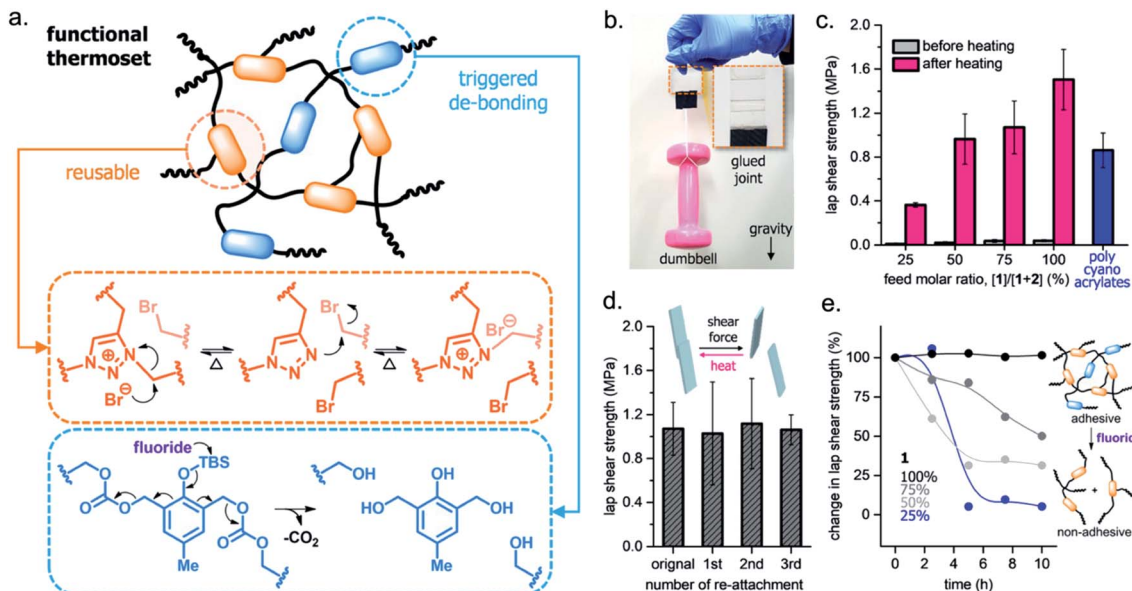 a.
functional
thermoset
triggered
de-bonding
reusable
Br
N
N
N
⊕
Br⊖
Δ
Br
N
N
N
Br
Δ
Br⊖
N
N
N
⊕
Br
fluoride
O
TBS
O
O
O
O
O
O
Me
-CO2
OH
OH
HO
OH
Me
OH
b.
glued
joint
gravity
dumbbell
c.
before heating
after heating
lap shear strength (MPa)
2.0
1.6
1.2
0.8
0.4
0.0
25 50 75 100 poly
cyano
acrylates
feed molar ratio, [1]/[1+2] (%)
d.
shear
force
heat
lap shear strength (MPa)
2.0
1.6
1.2
0.8
0.4
0.0
orignal 1st 2nd 3rd
number of re-attachment
e.
change in lap shear strength (%)
125
100
75
50
25
0
1
100%
75%
50%
25%
0 2 4 6 8 10
time (h)
adhesive
fluoride
+
non-adhesive